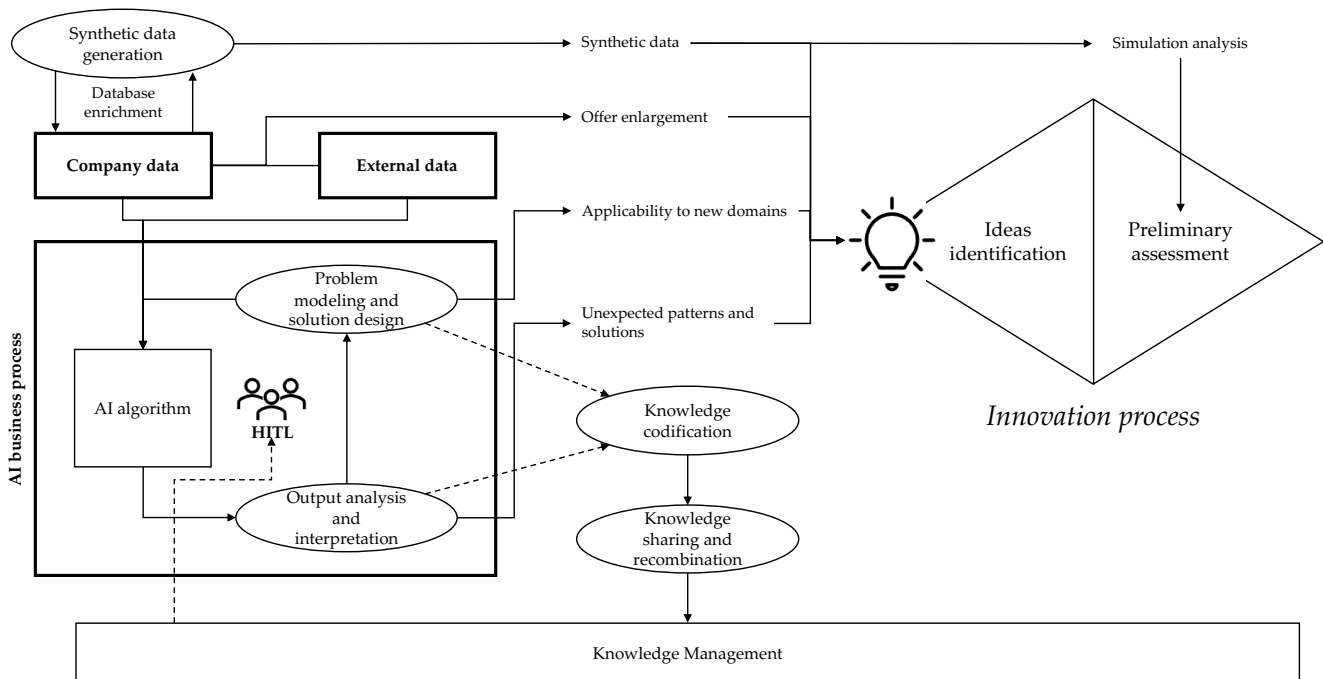 Synthetic data
generation
Synthetic data
Simulation analysis
Database
enrichment
Offer enlargement
Company data
External data
Applicability to new domains
Ideas
identification
Preliminary
assessment
Problem
modeling and
solution design
Unexpected patterns and
solutions
AI business process
AI algorithm
HITL
Knowledge
codification
Innovation process
Output analysis
and
interpretation
Knowledge
sharing and
recombination
Knowledge Management